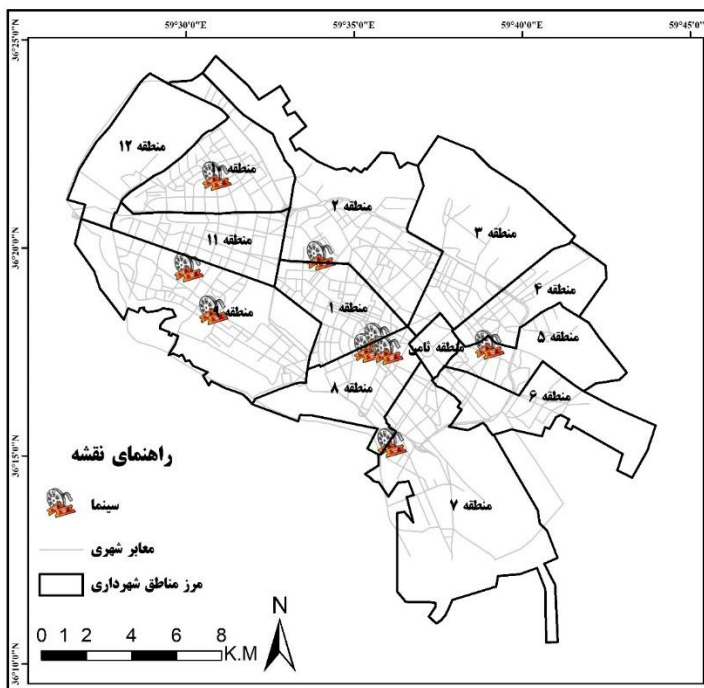 59°30'0"E 59°35'0"E 59°40'0"E 59°45'0"E
36°25'0"N
36°20'0"N
36°15'0"N
36°10'0"N
منطقه ۱۲
منطقه
منطقه ۲
منطقه ۳
منطقه ۱۱
منطقه ۴
منطقه
منطقه ۱
منطقه ثامن
منطقه ۵
منطقه ۸
منطقه ۶
منطقه ۷
راهنمای نقشه
سینما
معابر شهری
مرز مناطق شهرداری
N
0 1 2 4 6 8
K.M